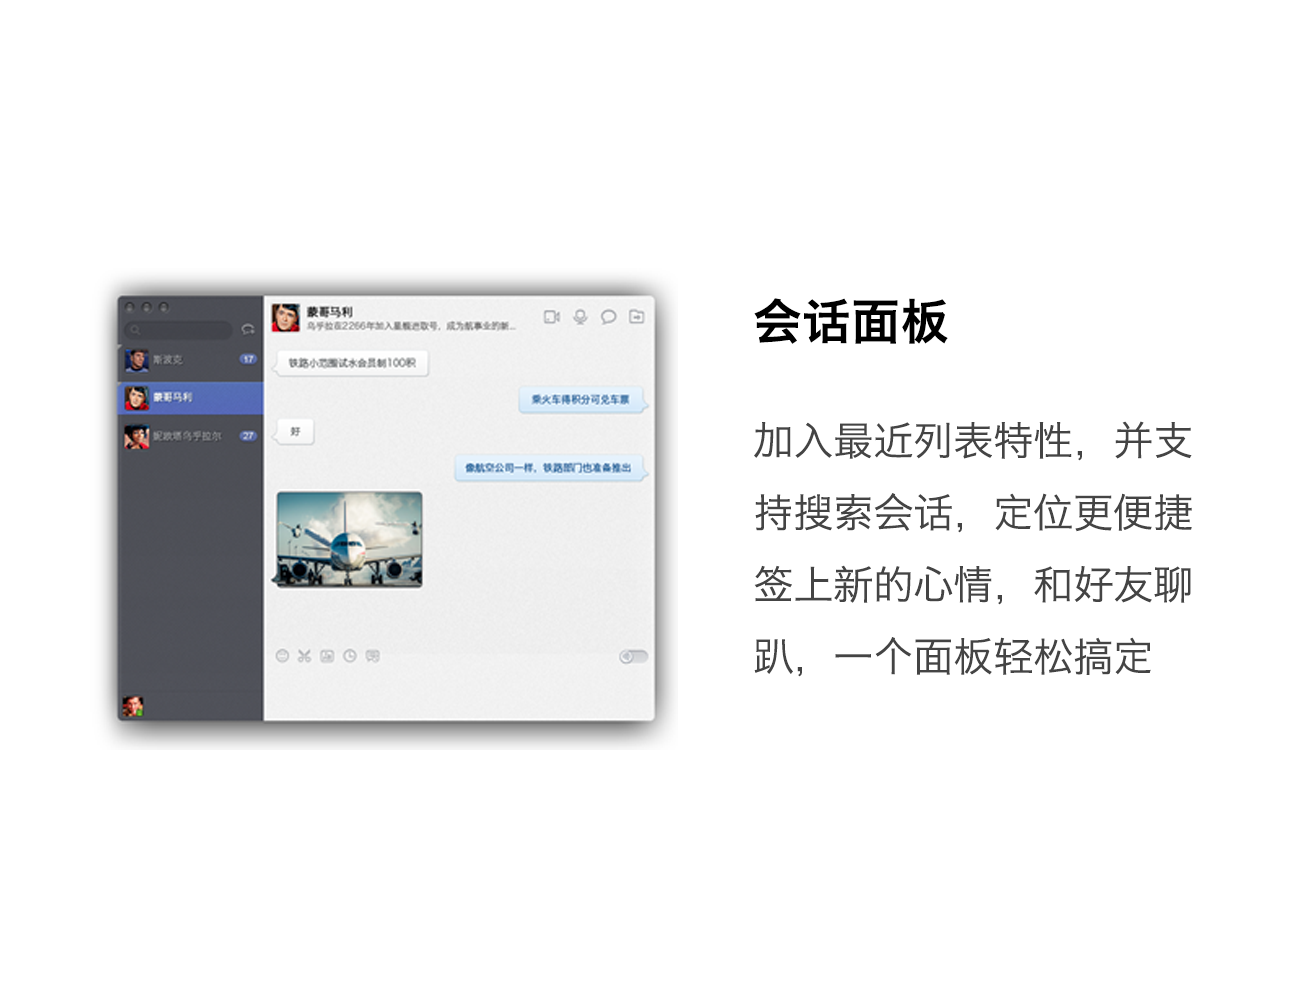 蒙哥马利
乌乎拉在2266年加入星舰进取号，成为航事业的新...
斯波克
17
铁路小范围试水会员制100积
蒙哥马利
乘火车得积分可兑车票
妮欧塔乌乎拉尔
27
好
像航空公司一样，铁路部门也准备推出
会话面板
加入最近列表特性，并支
持搜索会话，定位更便捷
签上新的心情，和好友聊
趴，一个面板轻松搞定